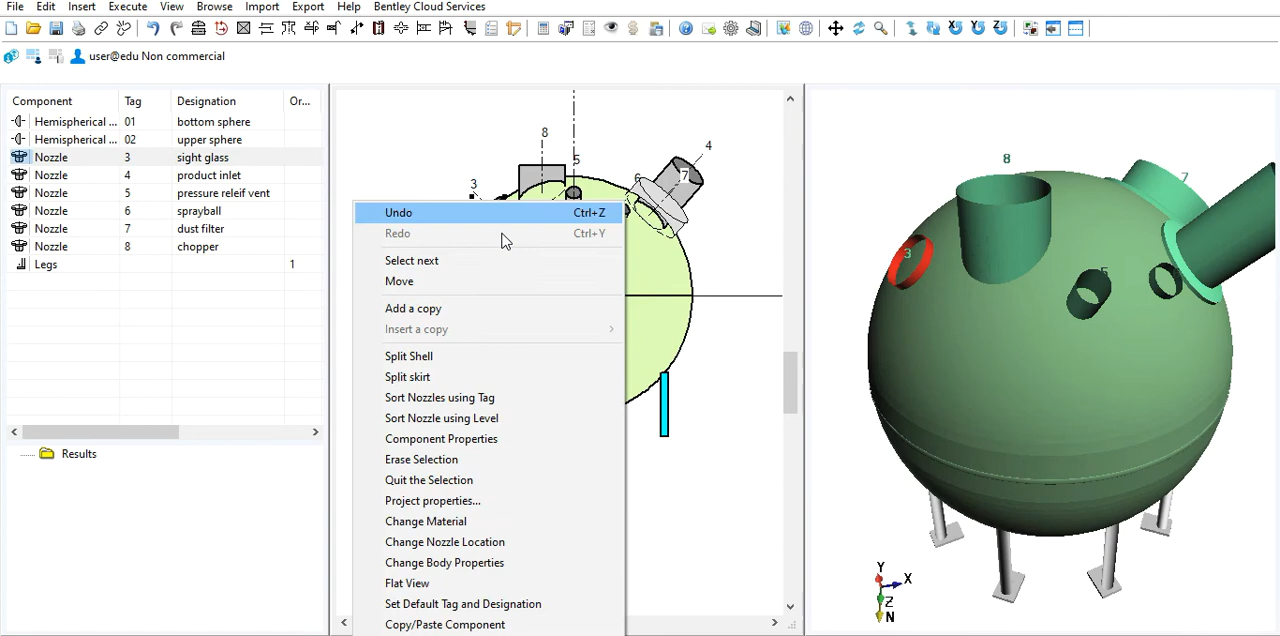 File Edit Insert Execute View Browse Import Export Help Bentley Cloud Services
user@edu Non commercial
Component Tag Designation Or...
Hemispherical ... 01 bottom sphere
Hemispherical ... 02 upper sphere
Nozzle 3 sight glass
Nozzle 4 product inlet
Nozzle 5 pressure releif vent
Nozzle 6 sprayball
Nozzle 7 dust filter
Nozzle 8 chopper
Legs 1
Results
8
5
3
6
7
4
Undo Ctrl+Z
Redo Ctrl+Y
Select next
Move
Add a copy
Insert a copy
Split Shell
Split skirt
Sort Nozzles using Tag
Sort Nozzle using Level
Component Properties
Erase Selection
Quit the Selection
Project properties...
Change Material
Change Nozzle Location
Change Body Properties
Flat View
Set Default Tag and Designation
Copy/Paste Component
8
7
3
5
Y
X
Z
N